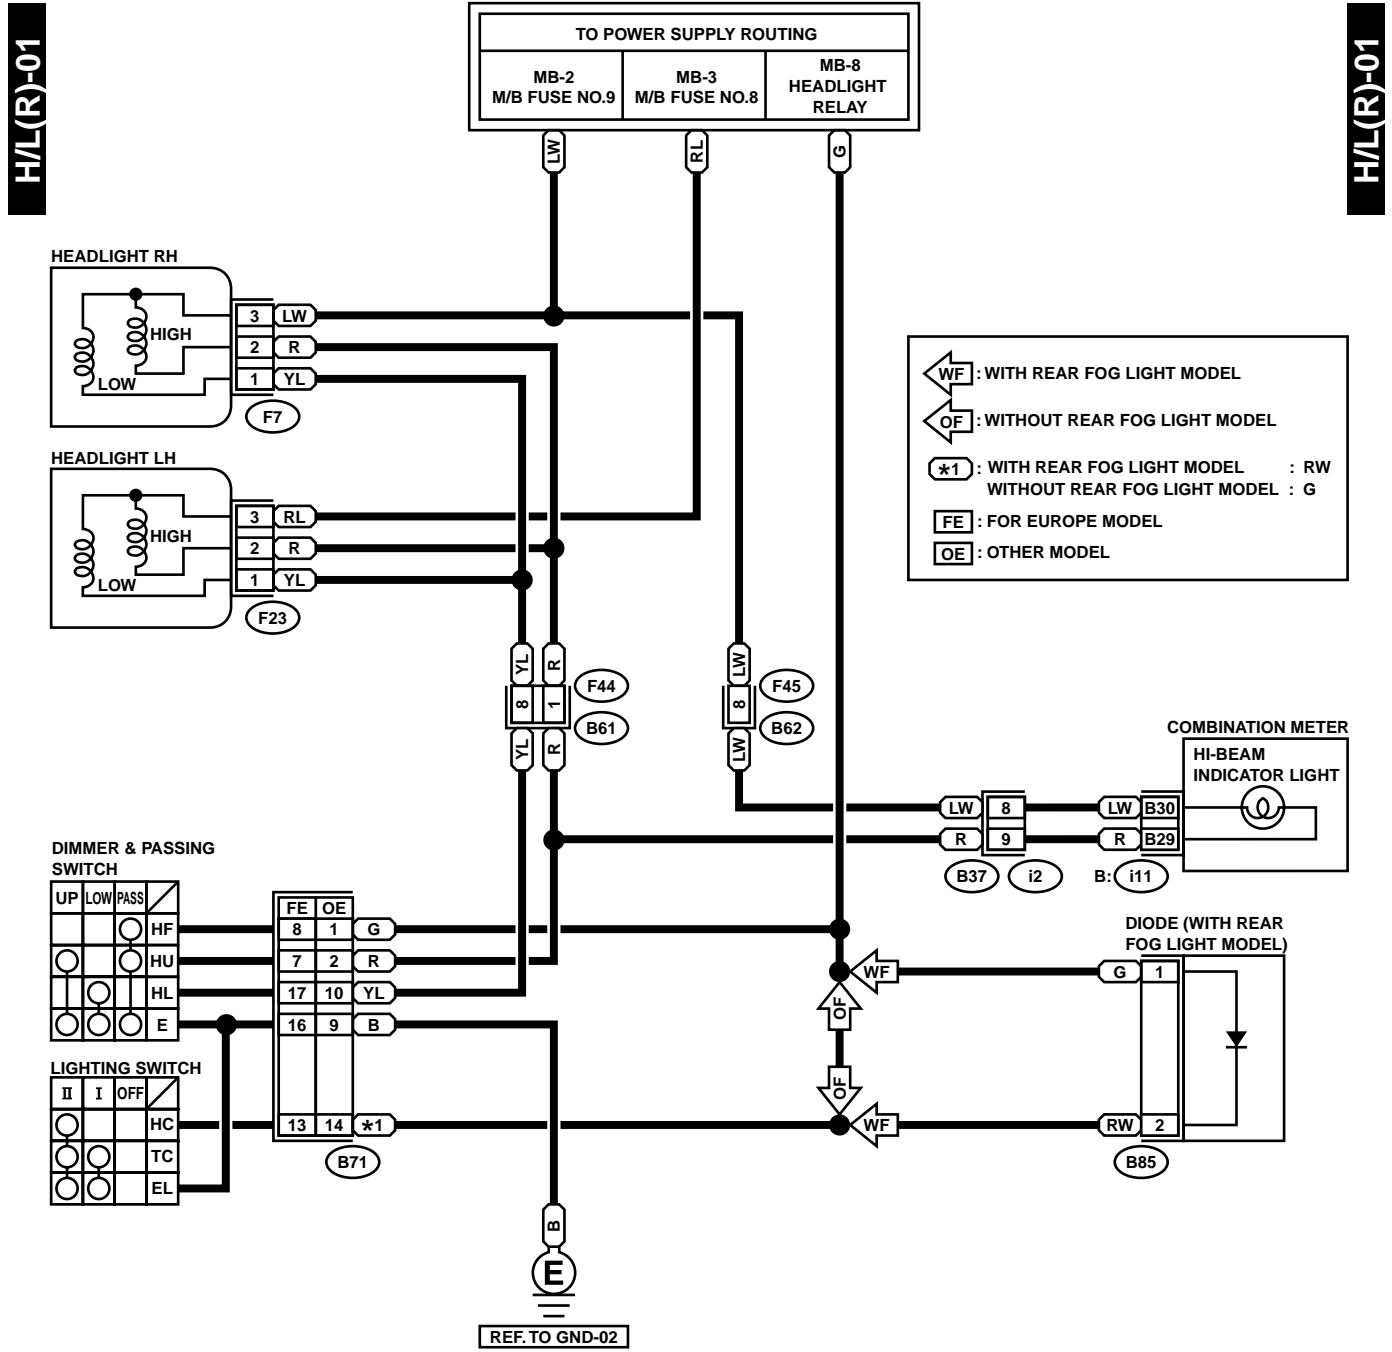 H/L(R)-01
H/L(R)-01
TO POWER SUPPLY ROUTING
MB-2
M/B FUSE NO.9
MB-3
M/B FUSE NO.8
MB-8
HEADLIGHT
RELAY
LW
RL
G
HEADLIGHT RH
HIGH
LOW
3 LW
2 R
1 YL
F7
HEADLIGHT LH
HIGH
LOW
3 RL
2 R
1 YL
F23
WF : WITH REAR FOG LIGHT MODEL
OF : WITHOUT REAR FOG LIGHT MODEL
*1 : WITH REAR FOG LIGHT MODEL : RW
WITHOUT REAR FOG LIGHT MODEL : G
FE : FOR EUROPE MODEL
OE : OTHER MODEL
YL R
8 1
YL R
F44
B61
LW
8
LW
F45
B62
COMBINATION METER
HI-BEAM
INDICATOR LIGHT
LW 8 LW B30
R 9 R B29
B37 i2 B: i11
DIMMER & PASSING
SWITCH
UP LOW PASS
HF
HU
HL
E
FE OE
8 1 G
7 2 R
17 10 YL
16 9 B
13 14 *1
B71
LIGHTING SWITCH
II I OFF
HC
TC
EL
DIODE (WITH REAR
FOG LIGHT MODEL)
WF G 1
OF
OF
WF RW 2
B85
B
E
REF. TO GND-02